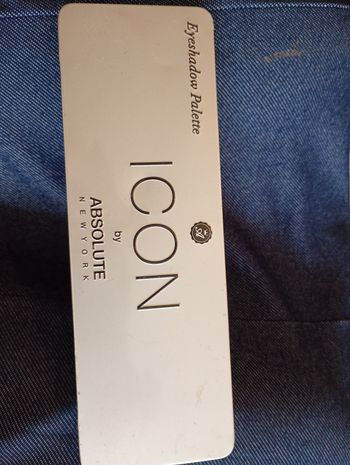 Eyeshadow Palette
ICON
by
ABSOLUTE
NEW YORK